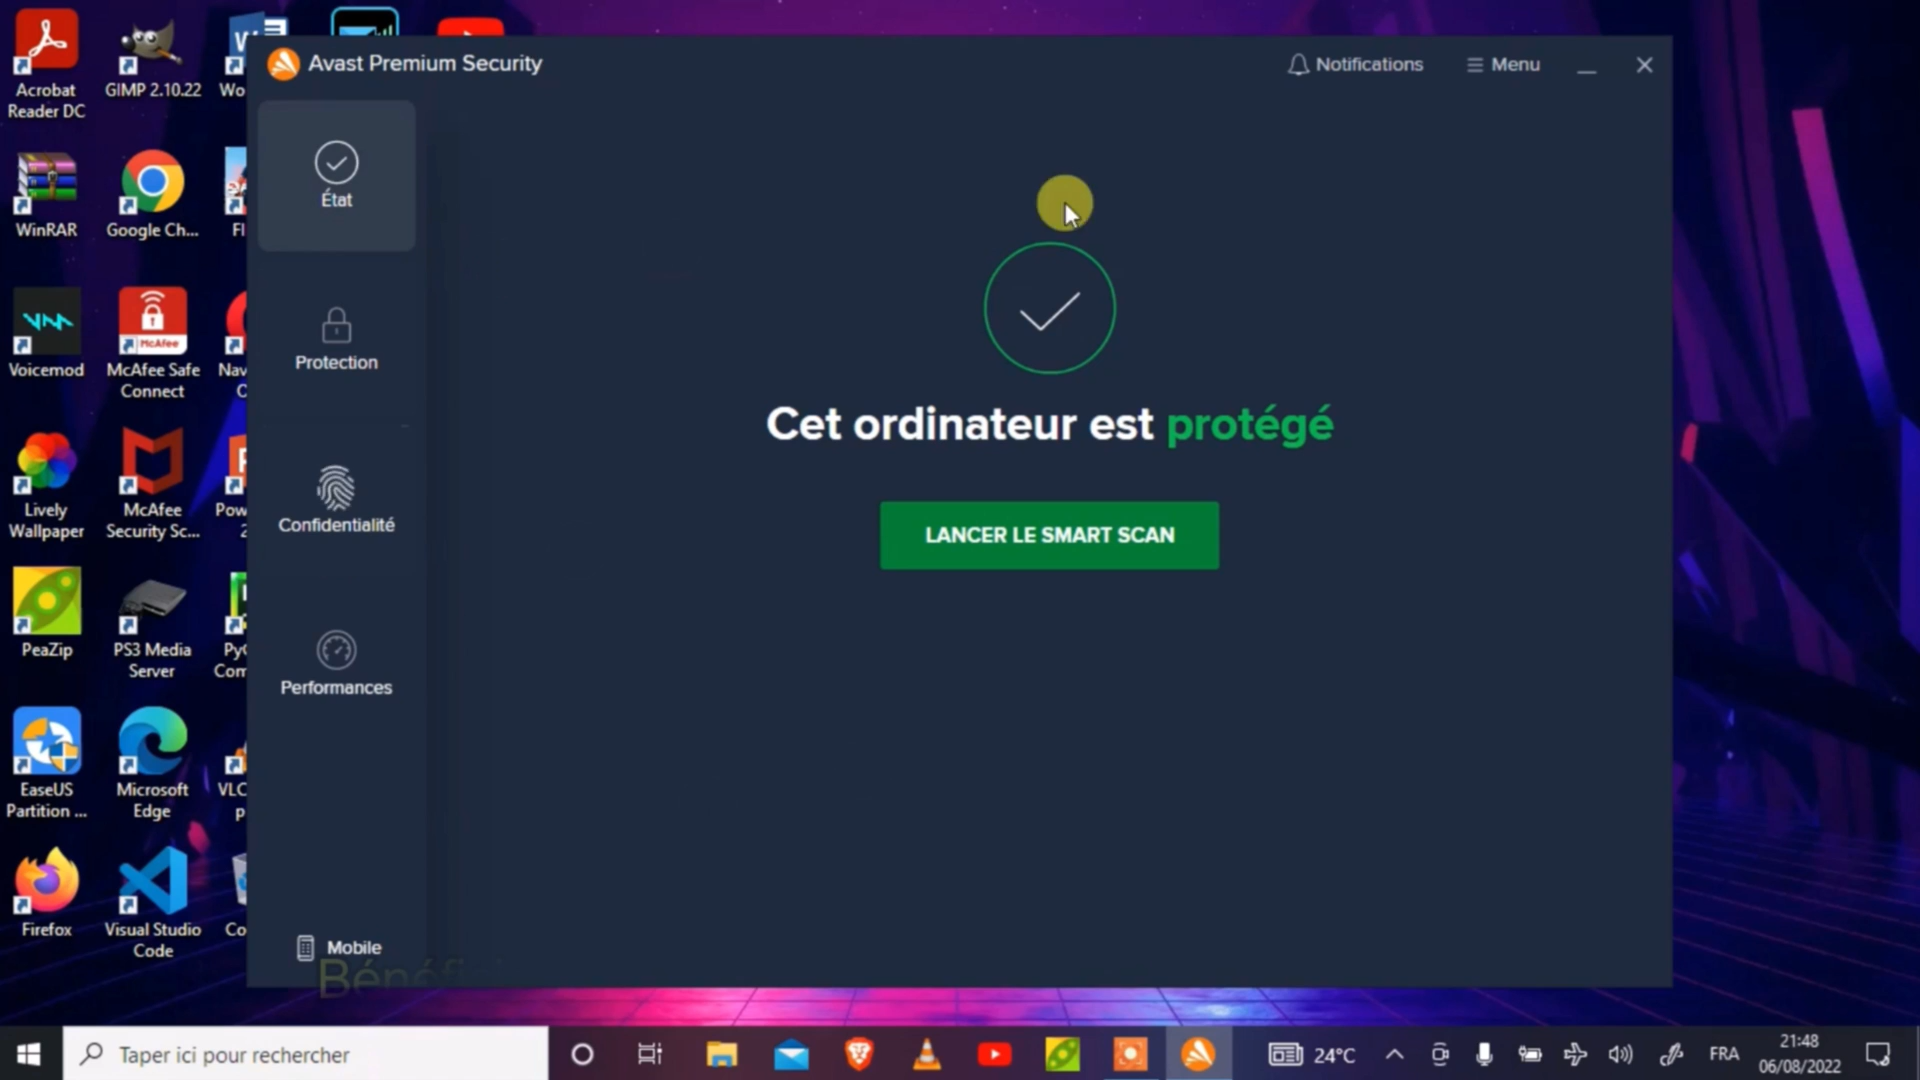 Avast Premium Security
Notifications
Menu
État
Protection
Confidentialité
Performances
Mobile
Cet ordinateur est protégé
LANCER LE SMART SCAN
Acrobat
Reader DC
GIMP 2.10.22
Wo
WinRAR
Google Ch...
Fl
Voicemod
McAfee
McAfee Safe
Connect
Nav
O
Lively
Wallpaper
McAfee
Security Sc...
Pow
2
PeaZip
PS3 Media
Server
Py
Com
EaseUS
Partition ...
Microsoft
Edge
VLC
p
Firefox
Visual Studio
Code
Co
Bénéfi
Taper ici pour rechercher
24°C
FRA
21:48
06/08/2022